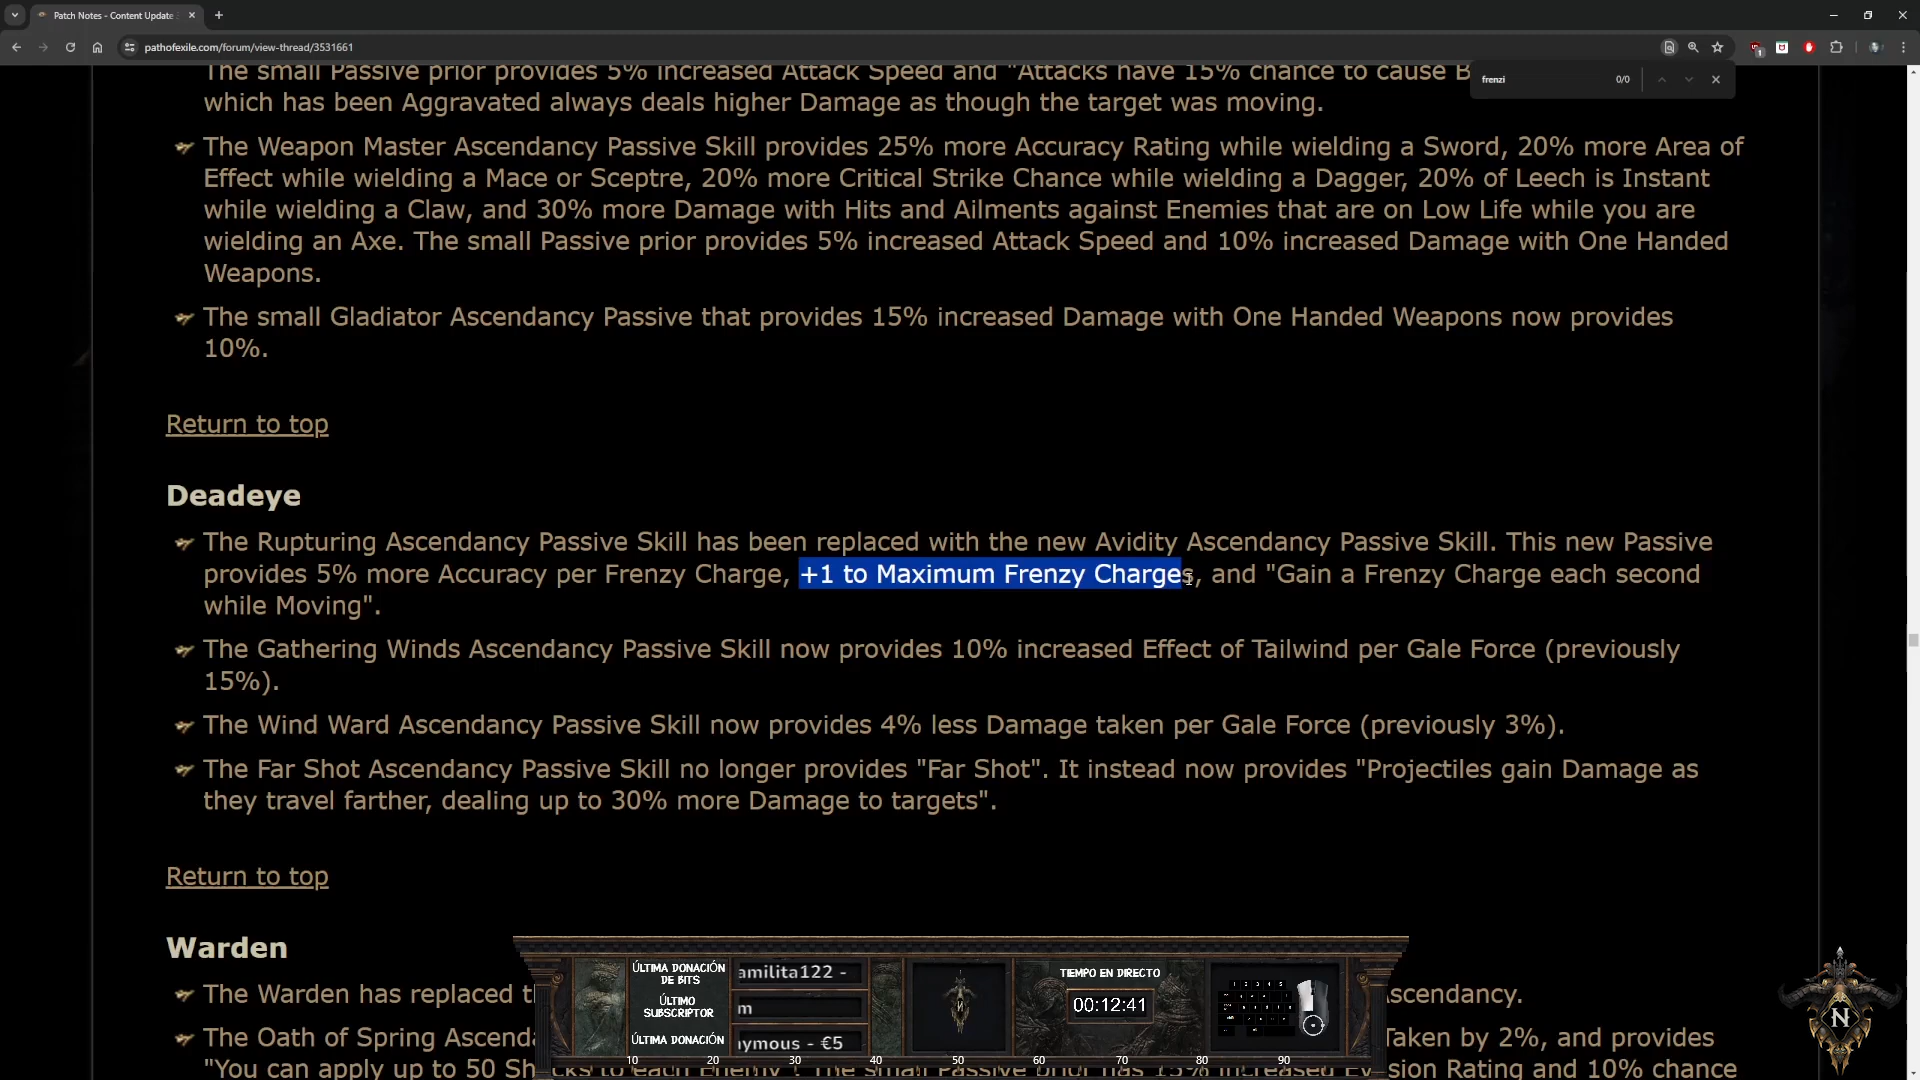 Patch Notes - Content Update
pathofexile.com/forum/view-thread/3531661
frenzi 0/0
The small Passive prior provides 5% increased Attack Speed and "Attacks have 15% chance to cause B
which has been Aggravated always deals higher Damage as though the target was moving.
The Weapon Master Ascendancy Passive Skill provides 25% more Accuracy Rating while wielding a Sword, 20% more Area of
Effect while wielding a Mace or Sceptre, 20% more Critical Strike Chance while wielding a Dagger, 20% of Leech is Instant
while wielding a Claw, and 30% more Damage with Hits and Ailments against Enemies that are on Low Life while you are
wielding an Axe. The small Passive prior provides 5% increased Attack Speed and 10% increased Damage with One Handed
Weapons.
The small Gladiator Ascendancy Passive that provides 15% increased Damage with One Handed Weapons now provides
10%.
Return to top
Deadeye
The Rupturing Ascendancy Passive Skill has been replaced with the new Avidity Ascendancy Passive Skill. This new Passive
provides 5% more Accuracy per Frenzy Charge, +1 to Maximum Frenzy Charges, and "Gain a Frenzy Charge each second
while Moving".
The Gathering Winds Ascendancy Passive Skill now provides 10% increased Effect of Tailwind per Gale Force (previously
15%).
The Wind Ward Ascendancy Passive Skill now provides 4% less Damage taken per Gale Force (previously 3%).
The Far Shot Ascendancy Passive Skill no longer provides "Far Shot". It instead now provides "Projectiles gain Damage as
they travel farther, dealing up to 30% more Damage to targets".
Return to top
Warden
The Warden has replaced t scendancy.
The Oath of Spring Ascenda Taken by 2%, and provides
"You can apply up to 50 Sh cks to each Enemy". The small Passive prior has 15% increased Ev sion Rating and 10% chance
ÚLTIMA DONACIÓN
DE BITS
amilita122 -
ÚLTIMO
SUBSCRIPTOR
m
ÚLTIMA DONACIÓN
ymous - €5
TIEMPO EN DIRECTO
00:12:41
10 20 30 40 50 60 70 80 90
N